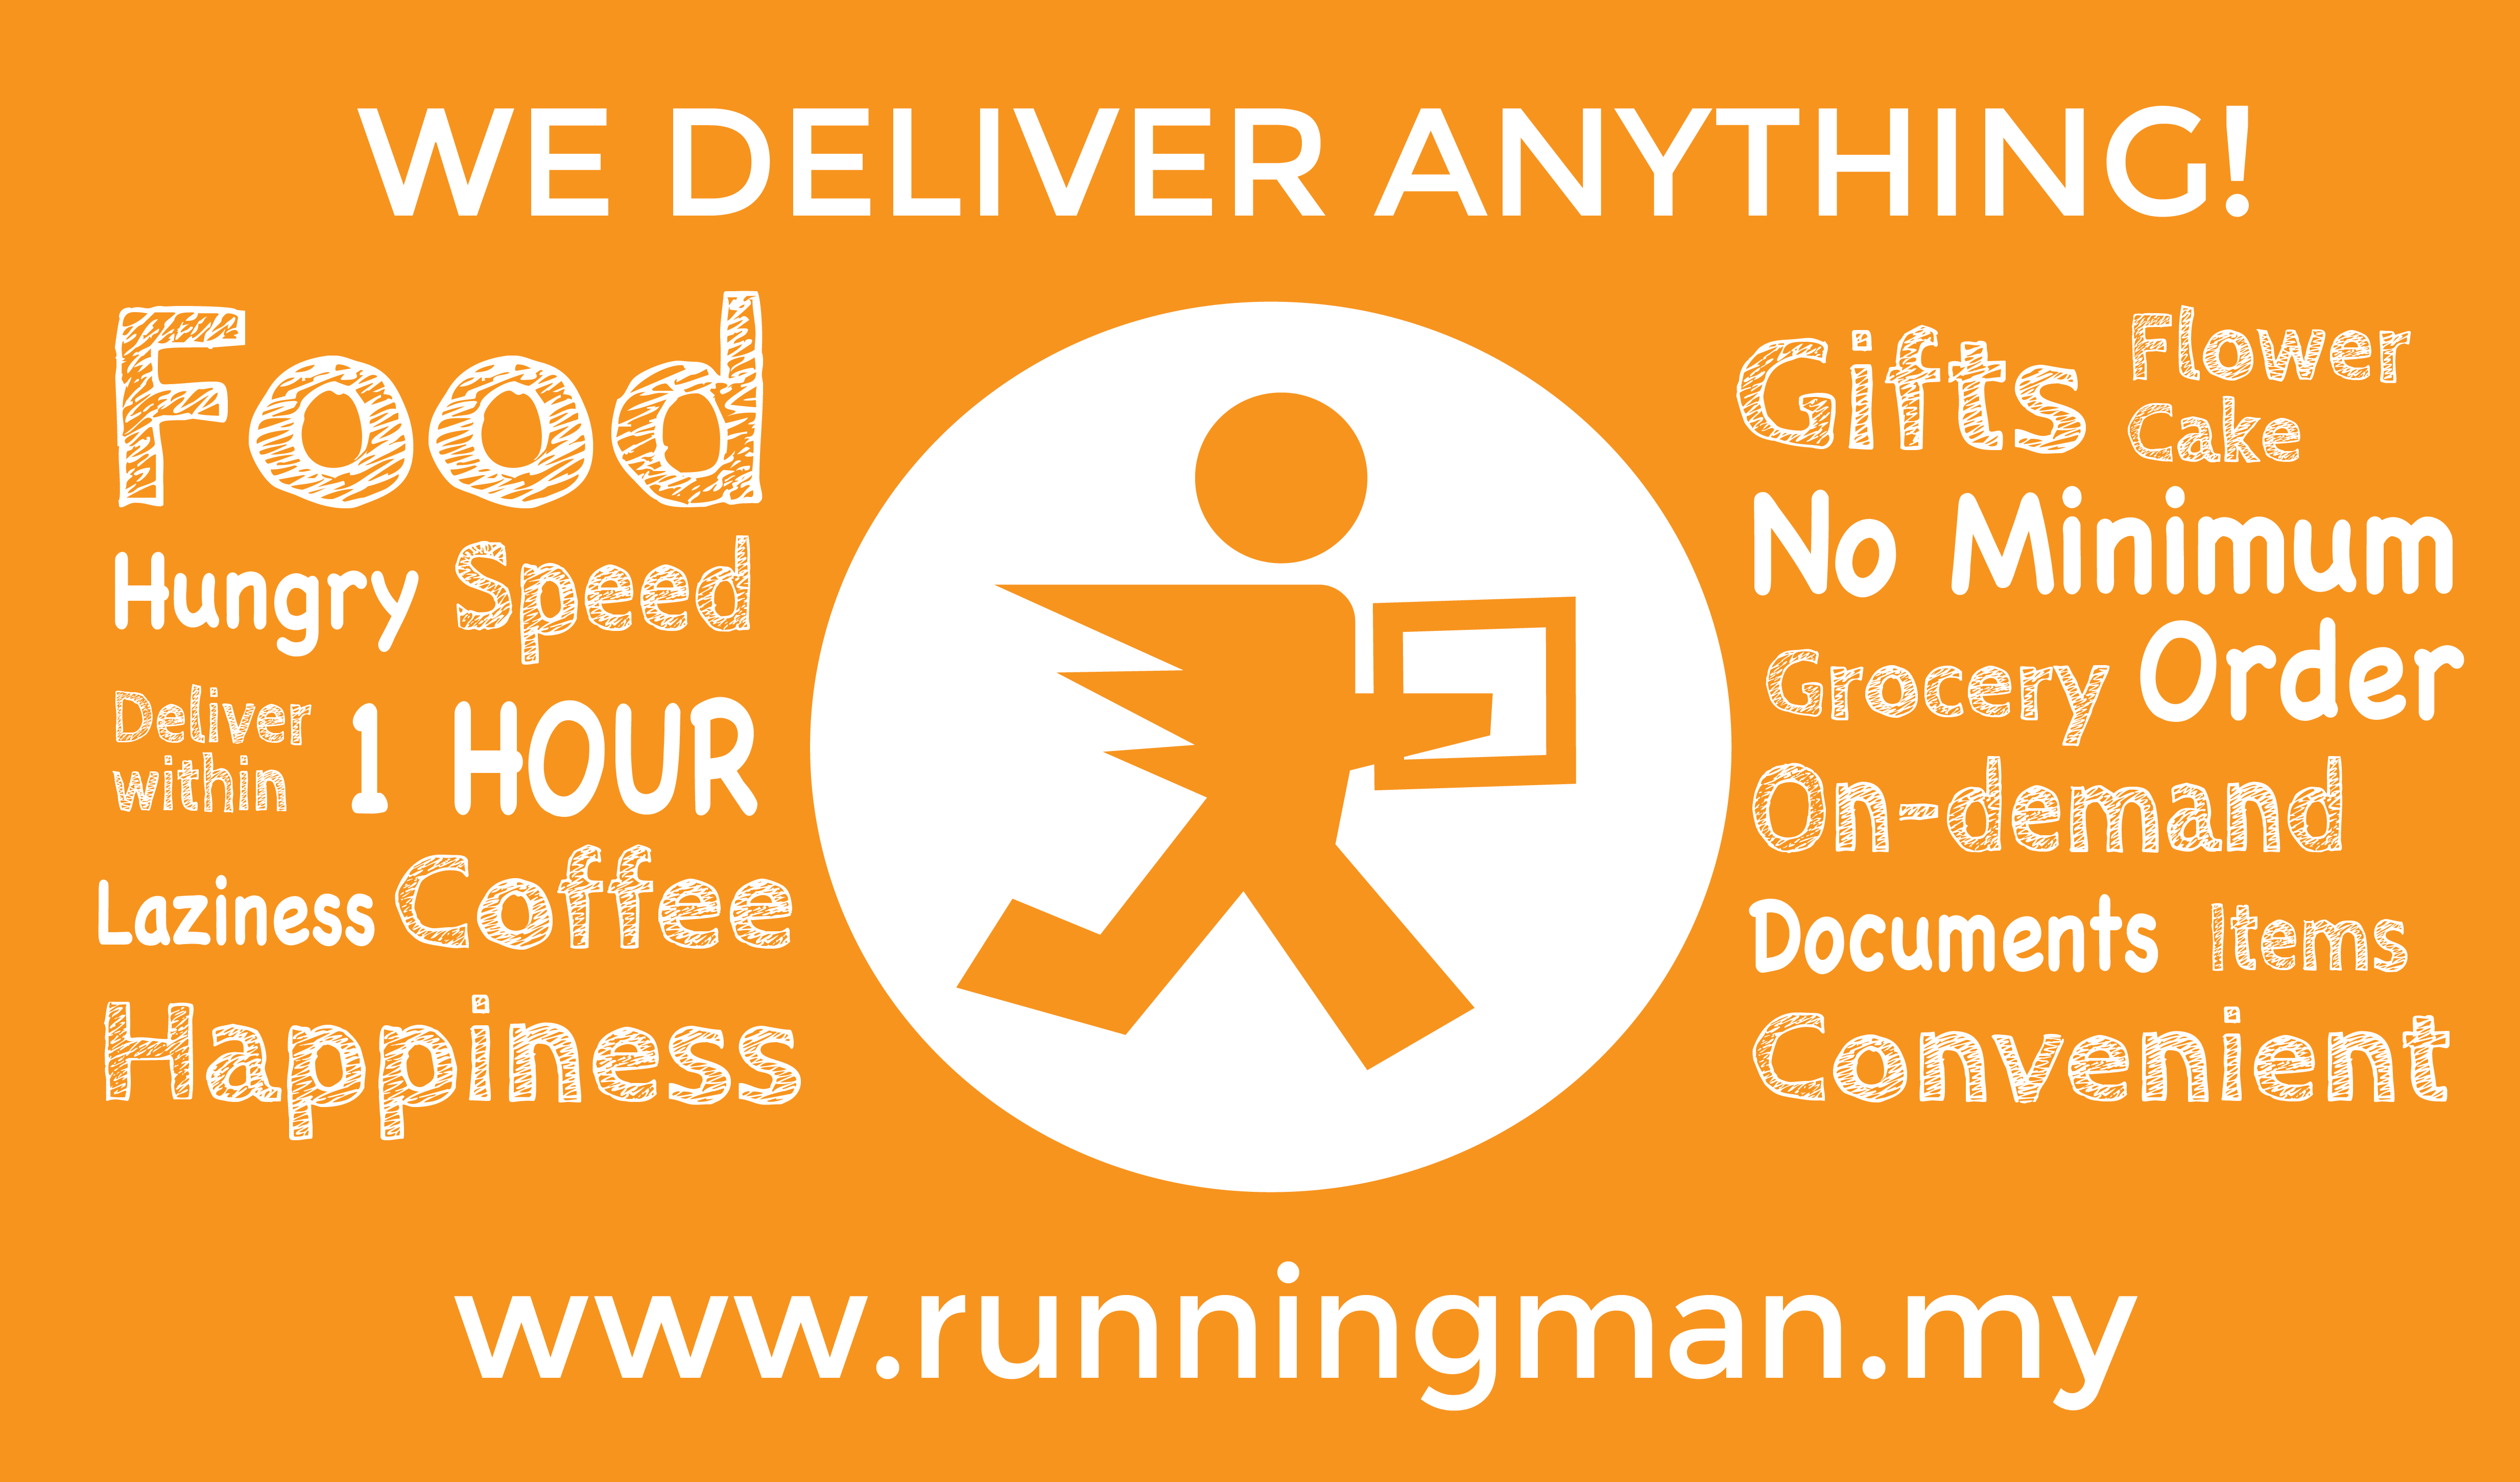 WE DELIVER ANYTHING!
Food
Hungry Speed
Deliver
within
1 HOUR
Laziness Coffee
Happiness
Gifts
Flower
Cake
No Minimum
Grocery Order
On-demand
Documents Items
Convenient
www.runningman.my